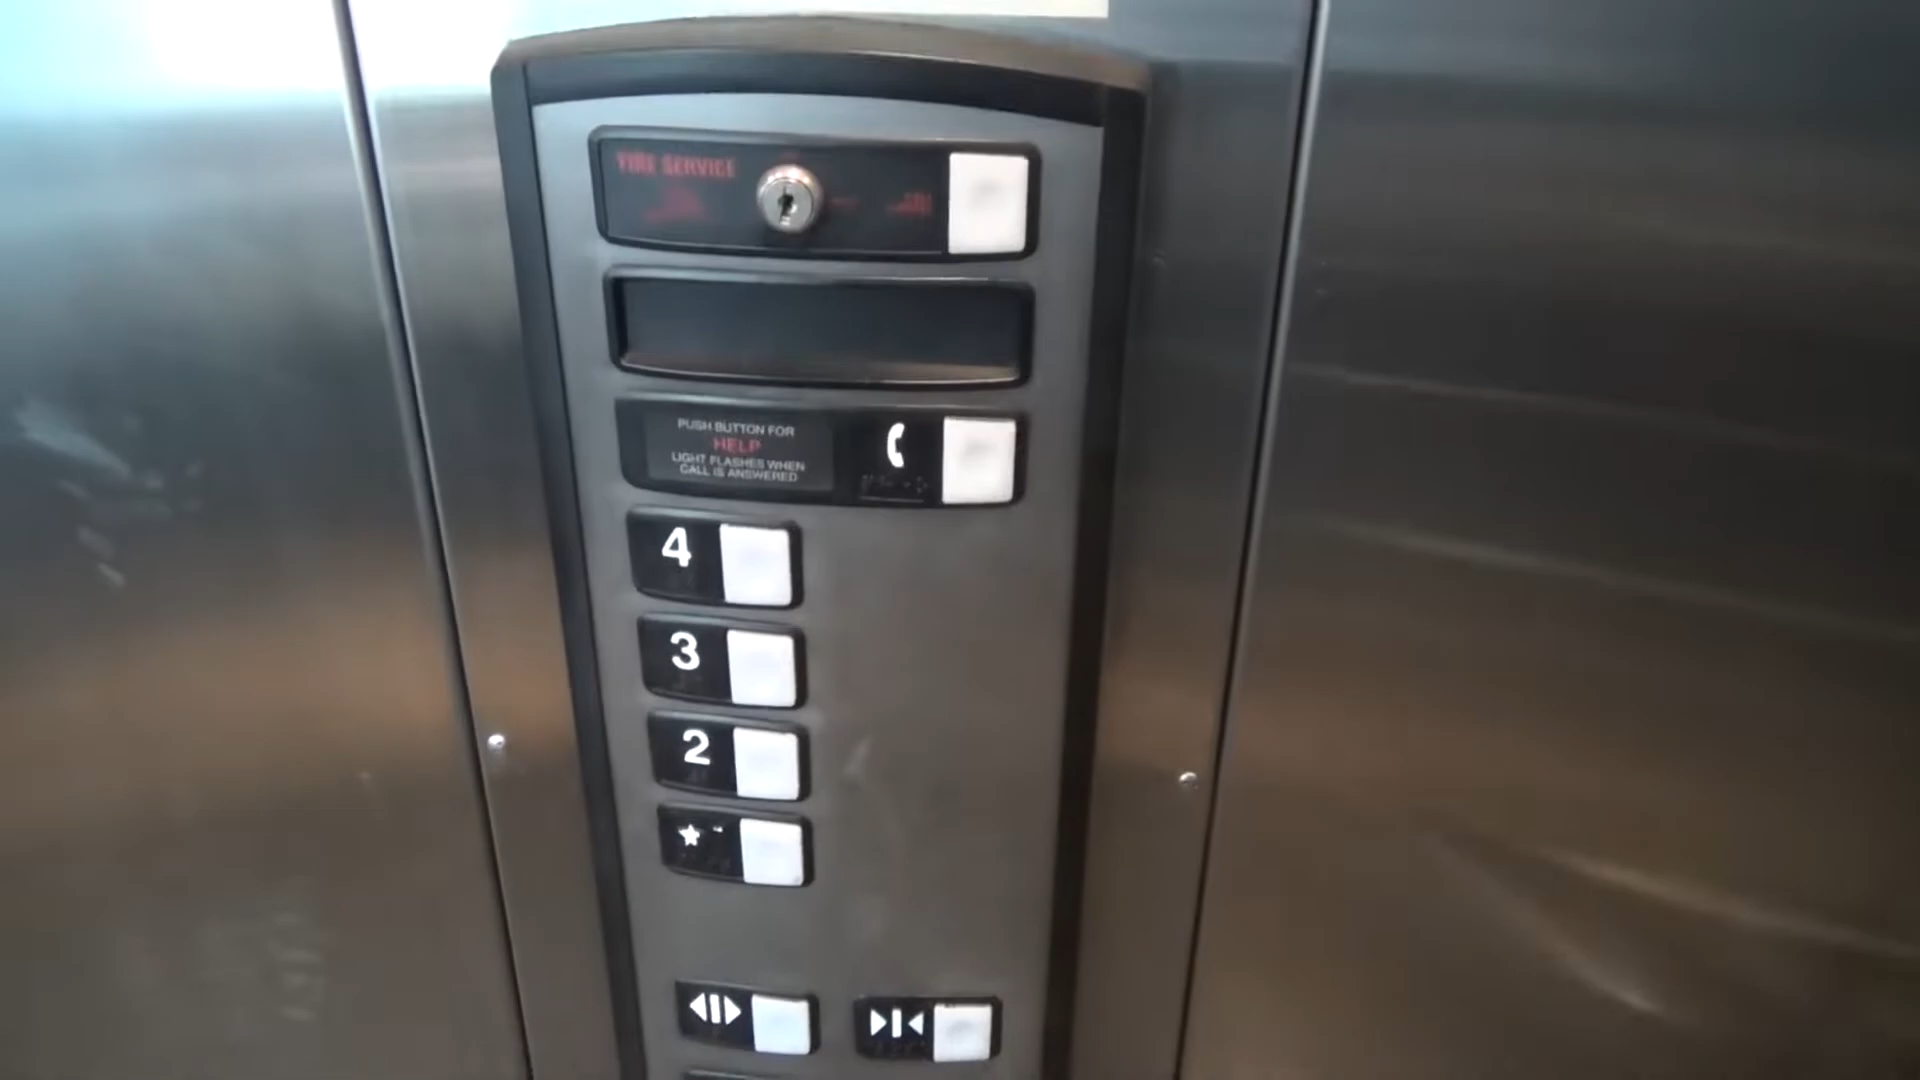 FIRE SERVICE
PUSH BUTTON FOR
HELP
LIGHT FLASHES WHEN
CALL IS ANSWERED
4
3
2